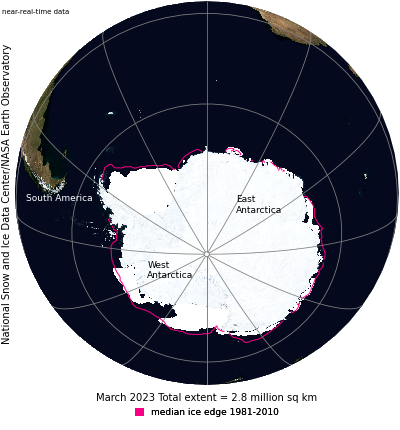 near-real-time data
National Snow and Ice Data Center/NASA Earth Observatory
South America
East
Antarctica
West
Antarctica
March 2023 Total extent = 2.8 million sq km
median ice edge 1981-2010